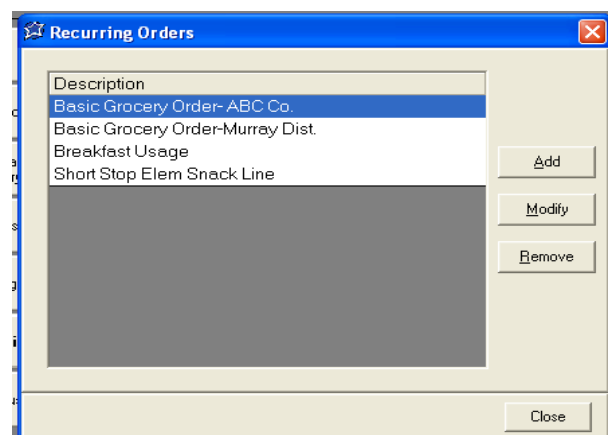 Recurring Orders
Description
Basic Grocery Order- ABC Co.
Basic Grocery Order-Murray Dist.
Breakfast Usage
Short Stop Elem Snack Line
Add
Modify
Remove
Close